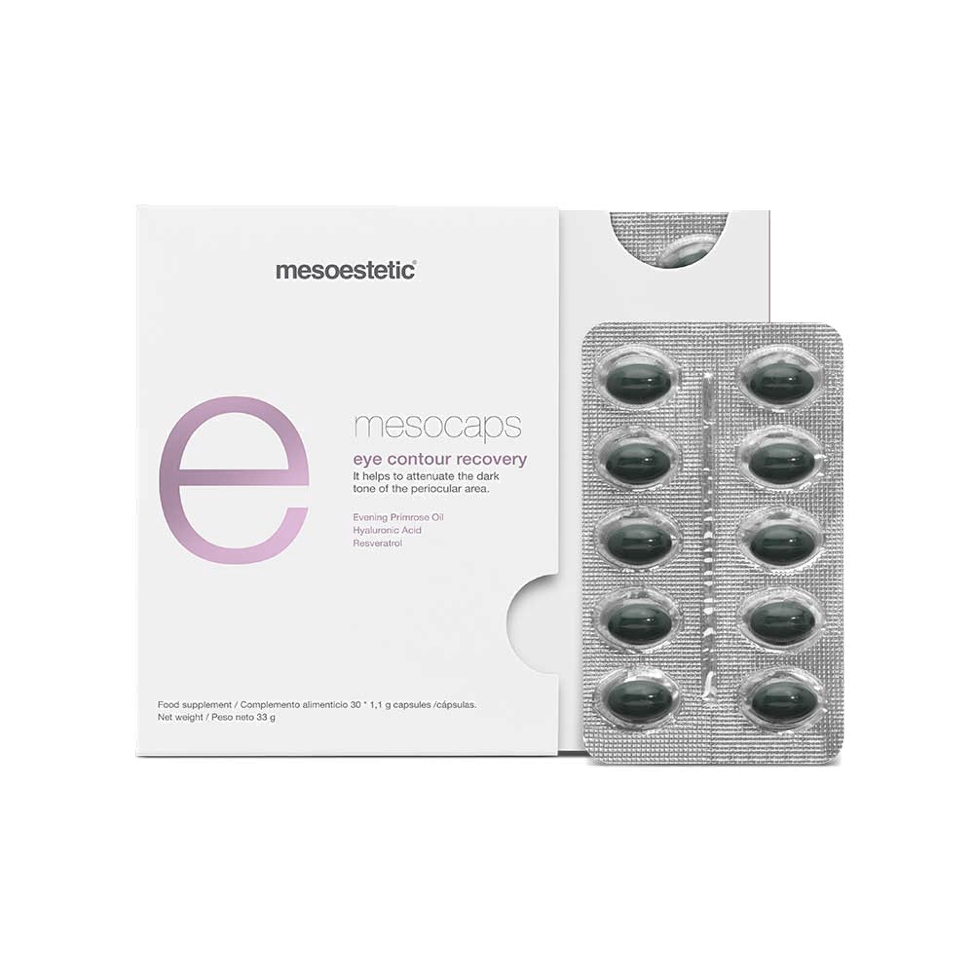 mesoestetic®
e
mesocaps
eye contour recovery
It helps to attenuate the dark
tone of the periocular area.
Evening Primrose Oil
Hyaluronic Acid
Resveratrol
Food supplement / Complemento alimenticio 30 * 1,1 g capsules /cápsulas.
Net weight / Peso neto 33 g